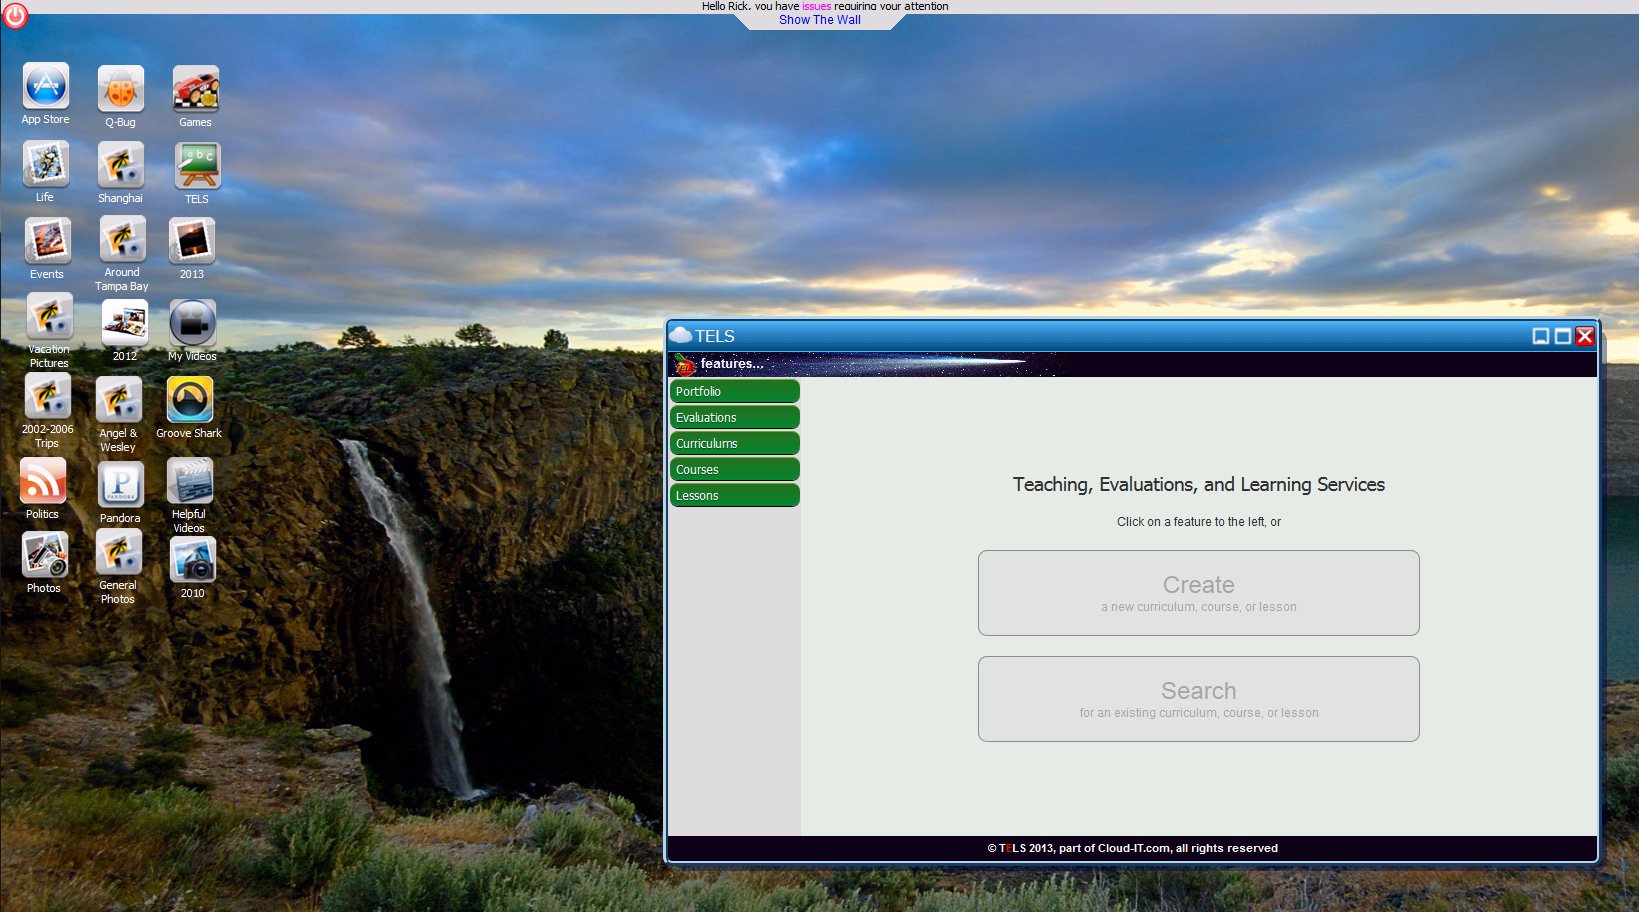 Hello Rick, you have issues requiring your attention
Show The Wall
App Store
Q-Bug
Games
Life
Shanghai
abc
TELS
Events
Around
Tampa Bay
2013
Vacation
Pictures
2012
My Videos
2002-2006
Trips
Angel &
Wesley
Groove Shark
Politics
P
PANDORA
Pandora
Helpful
Videos
Photos
General
Photos
2010
TELS
features...
Portfolio
Evaluations
Curriculums
Courses
Lessons
Teaching, Evaluations, and Learning Services
Click on a feature to the left, or
Create
a new curriculum, course, or lesson
Search
for an existing curriculum, course, or lesson
© TELS 2013, part of Cloud-IT.com, all rights reserved